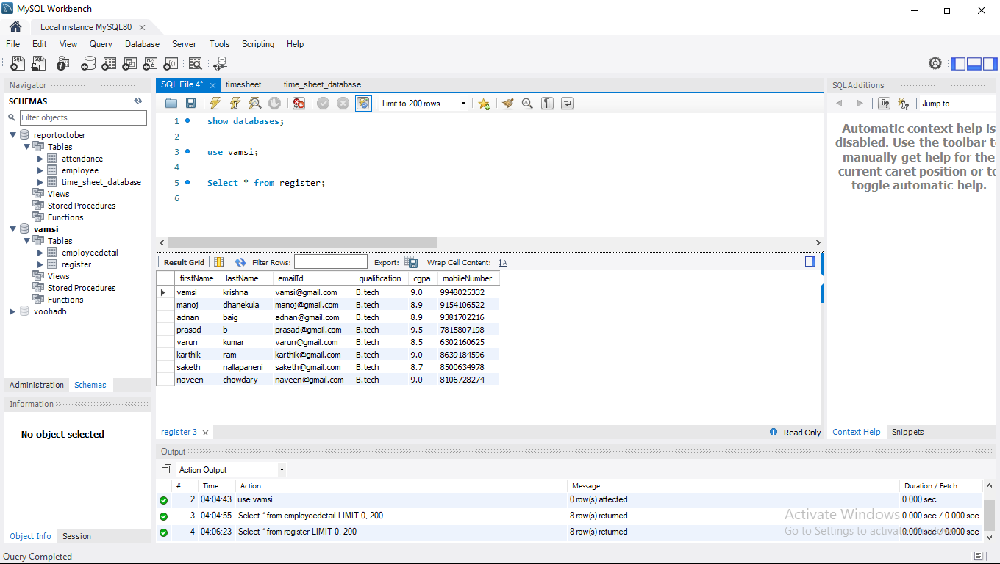 MySQL Workbench
Local instance MySQL80
File Edit View Query Database Server Tools Scripting Help
Navigator
SCHEMAS
Filter objects
reportoctober
Tables
attendance
employee
time_sheet_database
Views
Stored Procedures
Functions
vamsi
Tables
employeedetail
register
Views
Stored Procedures
Functions
voohadb
Administration Schemas
Information
No object selected
Object Info Session
SQL File 4* timesheet time_sheet_database
Limit to 200 rows
1 show databases;
2
3 use vamsi;
4
5 Select * from register;
6
Result Grid Filter Rows: Export: Wrap Cell Content:
firstName lastName emailId qualification cgpa mobileNumber
vamsi krishna vamsi@gmail.com B.tech 9.0 9948025332
manoj dhanekula manoj@gmail.com B.tech 8.9 9154106522
adnan baig adnan@gmail.com B.tech 8.9 9381702216
prasad b prasad@gmail.com B.tech 9.5 7815807198
varun kumar varun@gmail.com B.tech 8.5 6302160625
karthik ram karthik@gmail.com B.tech 9.0 8639184596
saketh nallapaneni saketh@gmail.com B.tech 8.7 8500634978
naveen chowdary naveen@gmail.com B.tech 9.0 8106728274
register 3
Read Only
SQLAdditions
Jump to
Automatic context help is
disabled. Use the toolbar t
manually get help for the
current caret position or to
toggle automatic help.
Context Help Snippets
Output
Action Output
# Time Action Message Duration / Fetch
2 04:04:43 use vamsi 0 row(s) affected 0.000 sec
3 04:04:55 Select * from employeedetail LIMIT 0, 200 8 row(s) returned 0.000 sec / 0.000 sec
4 04:06:23 Select * from register LIMIT 0, 200 8 row(s) returned 0.000 sec / 0.000 sec
Activate Windows
Go to Settings to activate Windows.
Query Completed